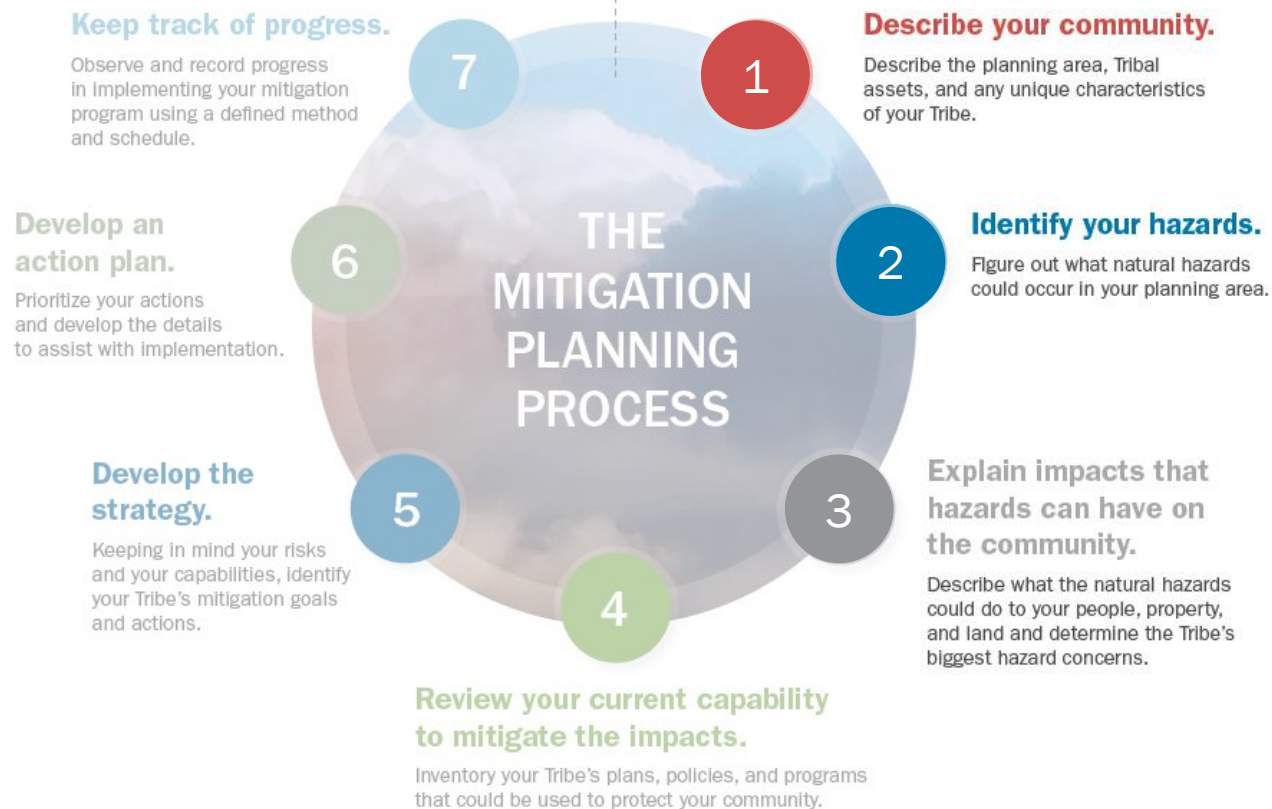 THE
MITIGATION
PLANNING
PROCESS
1
Describe your community.
Describe the planning area, Tribal
assets, and any unique characteristics
of your Tribe.
2
Identify your hazards.
Figure out what natural hazards
could occur in your planning area.
3
Explain impacts that
hazards can have on
the community.
Describe what the natural hazards
could do to your people, property,
and land and determine the Tribe's
biggest hazard concerns.
4
Review your current capability
to mitigate the impacts.
Inventory your Tribe's plans, policies, and programs
that could be used to protect your community.
5
Develop the
strategy.
Keeping in mind your risks
and your capabilities, identify
your Tribe's mitigation goals
and actions.
6
Develop an
action plan.
Prioritize your actions
and develop the details
to assist with implementation.
7
Keep track of progress.
Observe and record progress
in implementing your mitigation
program using a defined method
and schedule.